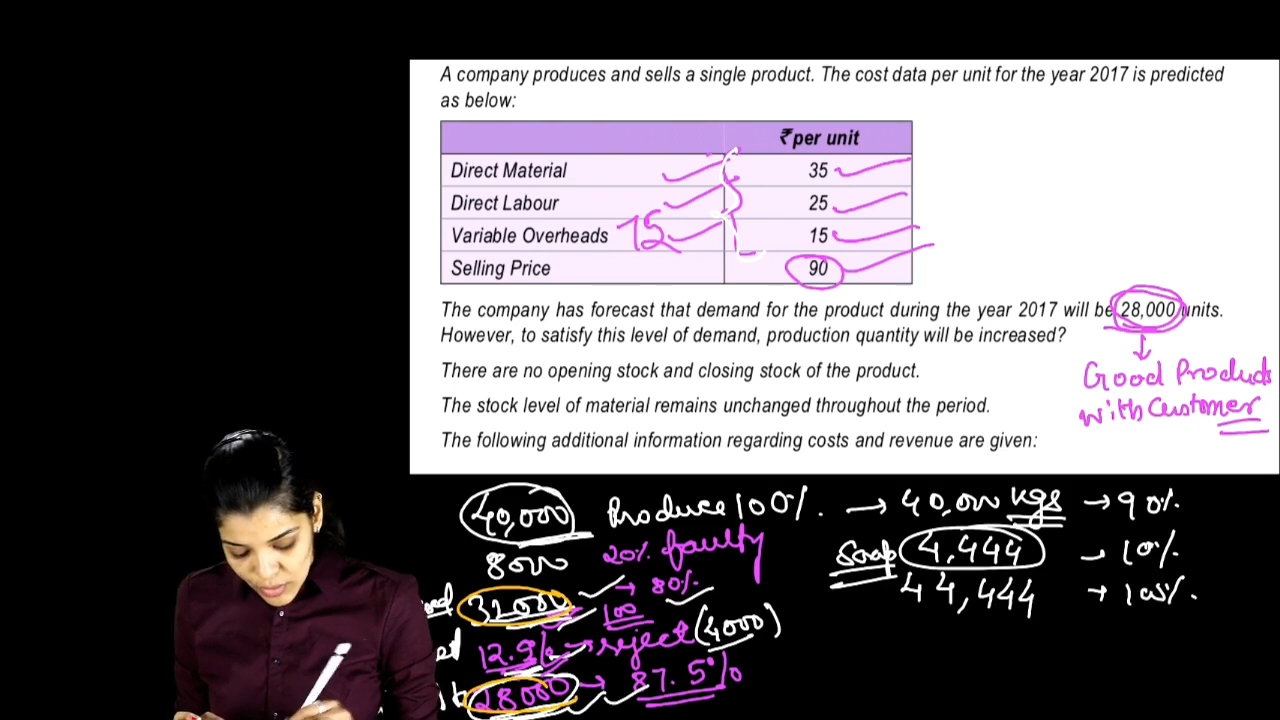 A company produces and sells a single product. The cost data per unit for the year 2017 is predicted
as below:
₹ per unit
Direct Material 35
Direct Labour 25
Variable Overheads 75 15
Selling Price 90
The company has forecast that demand for the product during the year 2017 will be 28,000 units.
However, to satisfy this level of demand, production quantity will be increased?
There are no opening stock and closing stock of the product.
The stock level of material remains unchanged throughout the period.
The following additional information regarding costs and revenue are given:
Good Products
with Customer
40,000 Produce 100% → 40,000 kgs → 90%
8000 20% faulty
Scrap 4,444 → 10%
32000 → 80%
100
44,444 → 100%
12.5% → reject (4000)
28000 → 87.5%